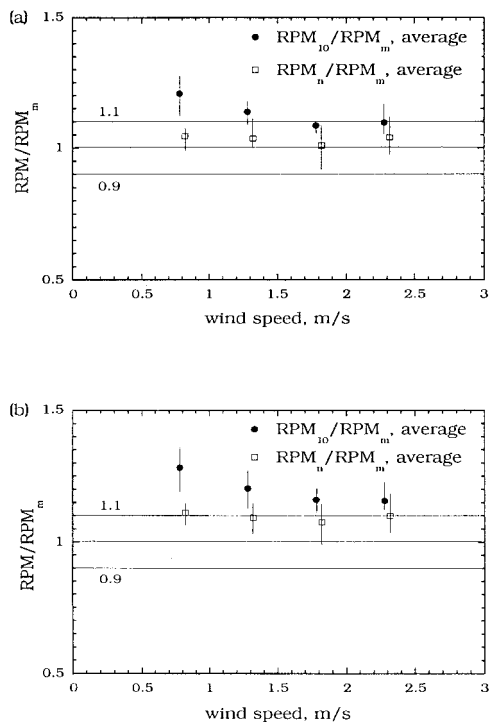 (a)
1.5
● RPM₁₀/RPMₘ, average
□ RPMₙ/RPMₘ, average
RPM/RPMₘ
1.1
1
0.9
0.5
0 0.5 1 1.5 2 2.5 3
wind speed, m/s
(b)
1.5
● RPM₁₀/RPMₘ, average
□ RPMₙ/RPMₘ, average
RPM/RPMₘ
1.1
1
0.9
0.5
0 0.5 1 1.5 2 2.5 3
wind speed, m/s